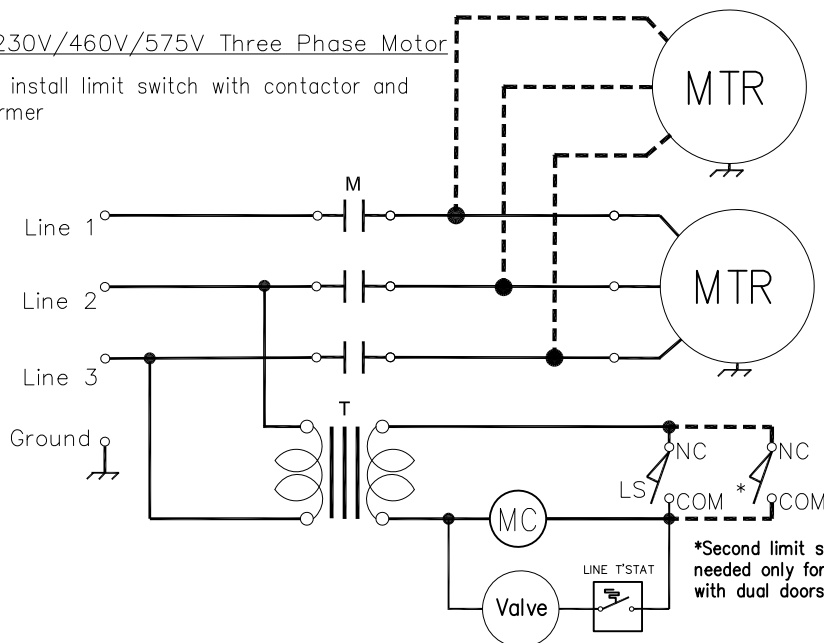 230V/460V/575V Three Phase Motor
install limit switch with contactor and
MTR
M
Line 1
MTR
Line 2
Line 3
T
Ground
NC
NC
LS
*
COM
COM
MC
*Second limit
needed only for
LINE T'STAT
with dual doors
Valve